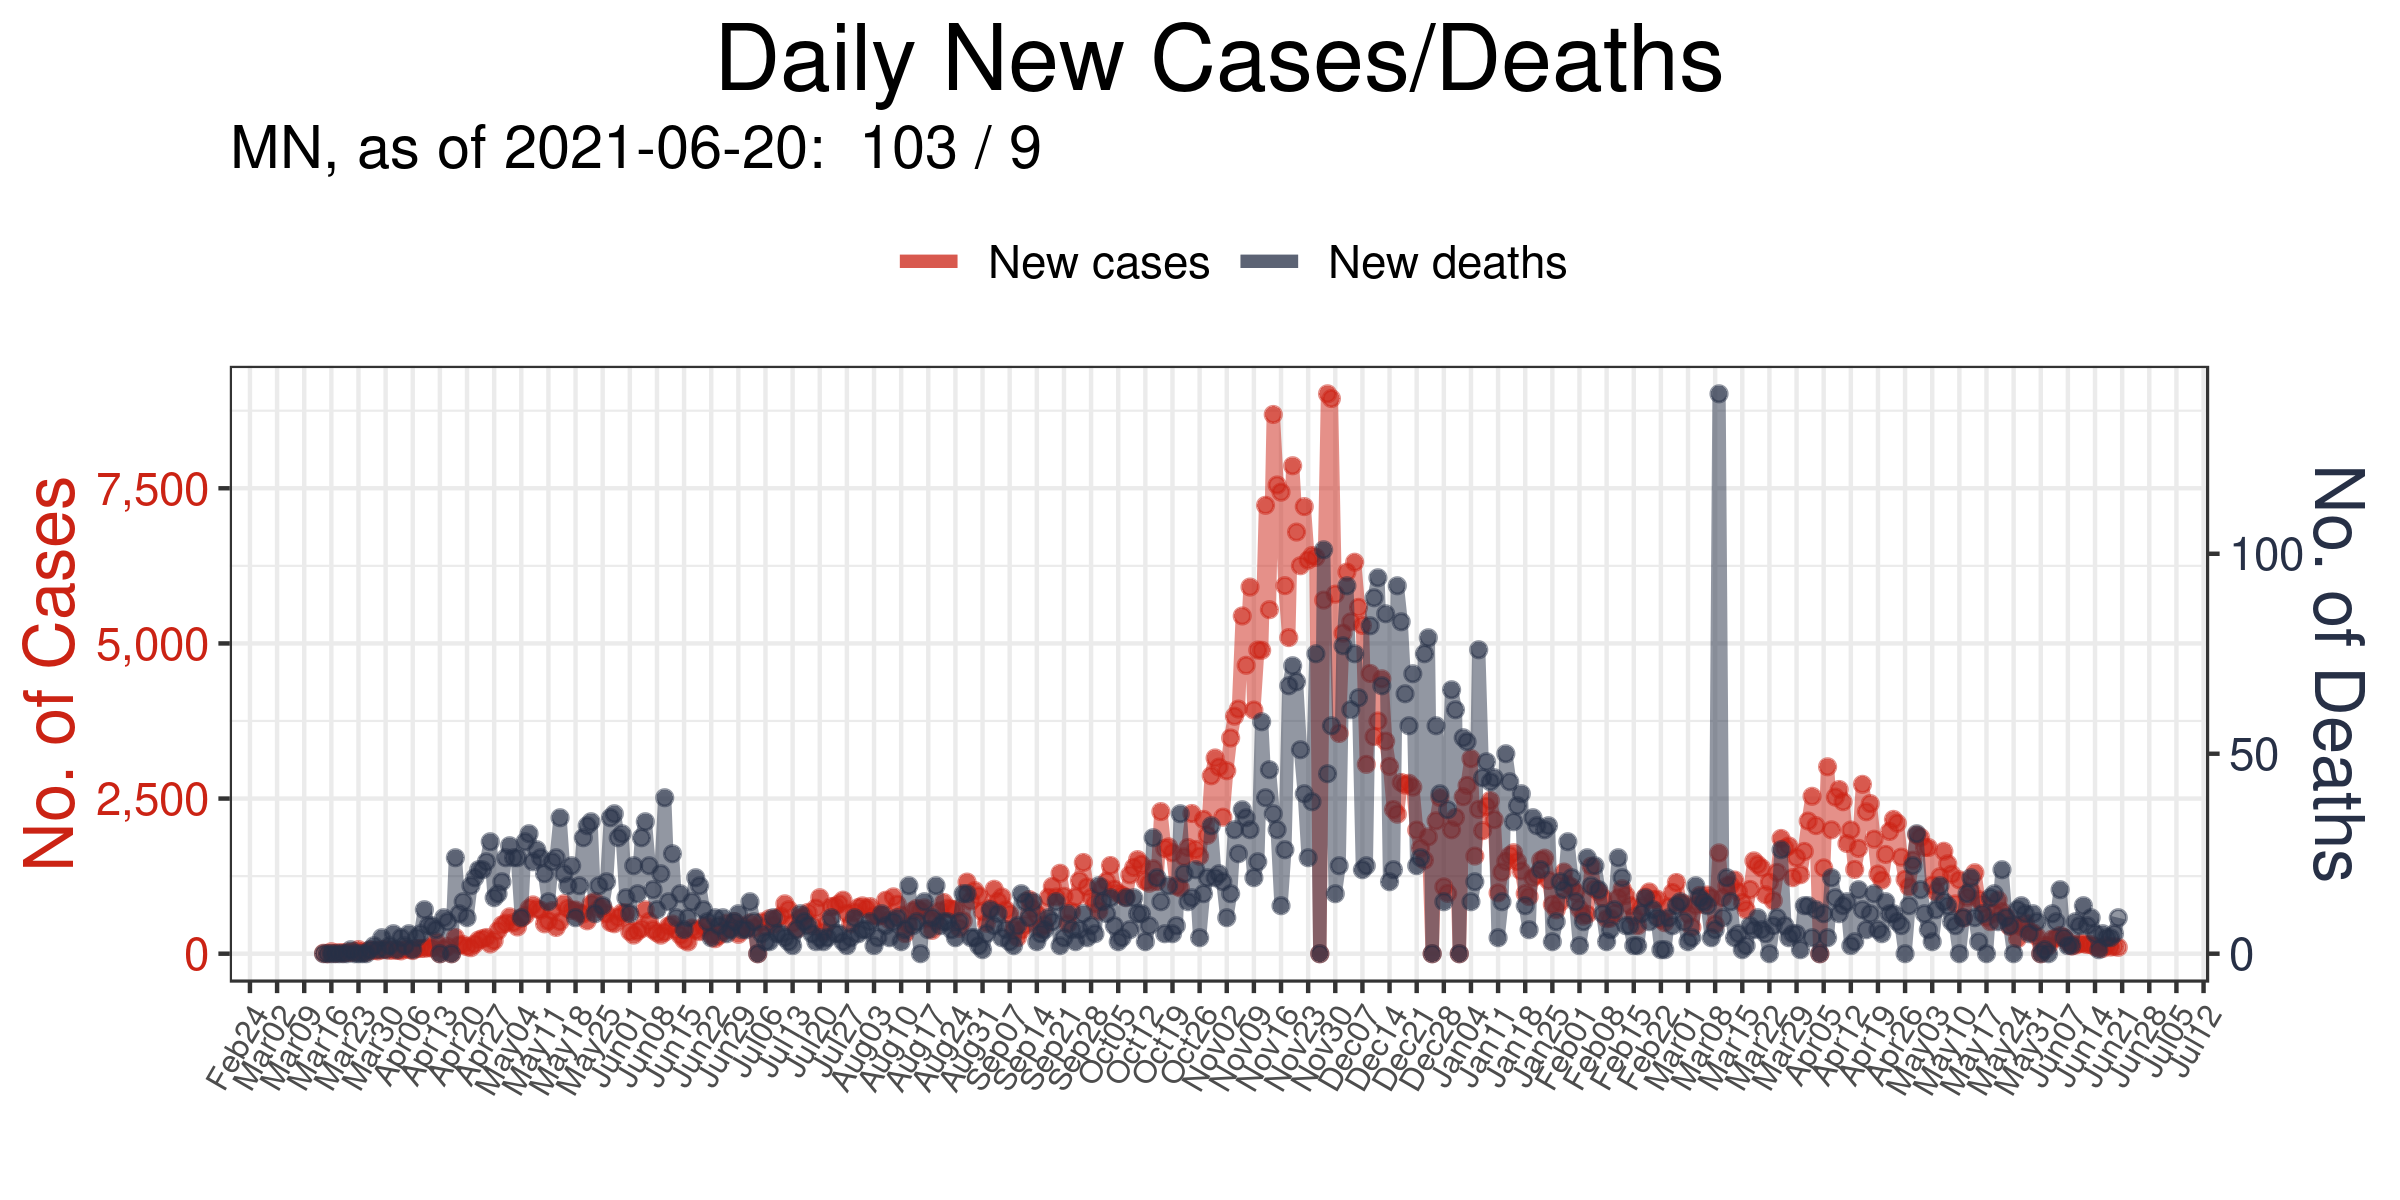 Daily New Cases/Deaths
MN, as of 2021-06-20:  103 / 9
New cases New deaths
No. of Cases
7,500
5,000
2,500
0
No. of Deaths
100
50
0
Feb24 Mar02 Mar09 Mar16 Mar23 Mar30 Apr06 Apr13 Apr20 Apr27 May04 May11 May18 May25 Jun01 Jun08 Jun15 Jun22 Jun29 Jul06 Jul13 Jul20 Jul27 Aug03 Aug10 Aug17 Aug24 Aug31 Sep07 Sep14 Sep21 Sep28 Oct05 Oct12 Oct19 Oct26 Nov02 Nov09 Nov16 Nov23 Nov30 Dec07 Dec14 Dec21 Dec28 Jan04 Jan11 Jan18 Jan25 Feb01 Feb08 Feb15 Feb22 Mar01 Mar08 Mar15 Mar22 Mar29 Apr05 Apr12 Apr19 Apr26 May03 May10 May17 May24 May31 Jun07 Jun14 Jun21 Jun28 Jul05 Jul12